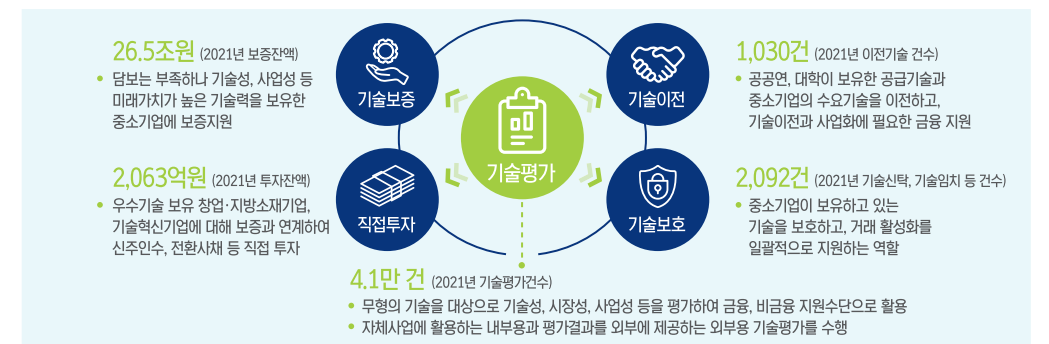 26.5조원 (2021년 보증잔액)
• 담보는 부족하나 기술성, 사업성 등
미래가치가 높은 기술력을 보유한
중소기업에 보증지원
기술보증
기술이전
1,030건 (2021년 이전기술 건수)
• 공공연, 대학이 보유한 공급기술과
중소기업의 수요기술을 이전하고,
기술이전과 사업화에 필요한 금융 지원
기술평가
2,063억원 (2021년 투자잔액)
• 우수기술 보유 창업·지방소재기업,
기술혁신기업에 대해 보증과 연계하여
신주인수, 전환사채 등 직접 투자
직접투자
기술보호
2,092건 (2021년 기술신탁, 기술임치 등 건수)
• 중소기업이 보유하고 있는
기술을 보호하고, 거래 활성화를
일괄적으로 지원하는 역할
4.1만 건 (2021년 기술평가건수)
• 무형의 기술을 대상으로 기술성, 시장성, 사업성 등을 평가하여 금융, 비금융 지원수단으로 활용
• 자체사업에 활용하는 내부용과 평가결과를 외부에 제공하는 외부용 기술평가를 수행